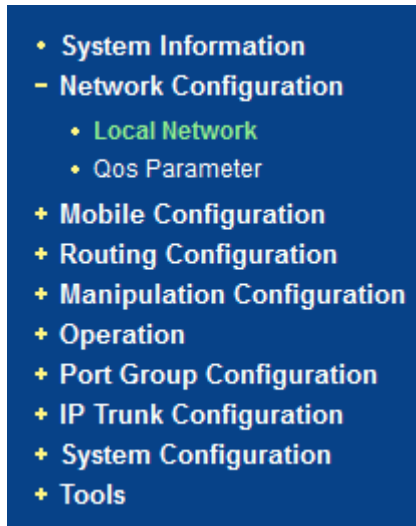 System Information
Network Configuration
Local Network
Qos Parameter
Mobile Configuration
Routing Configuration
Manipulation Configuration
Operation
Port Group Configuration
IP Trunk Configuration
System Configuration
Tools